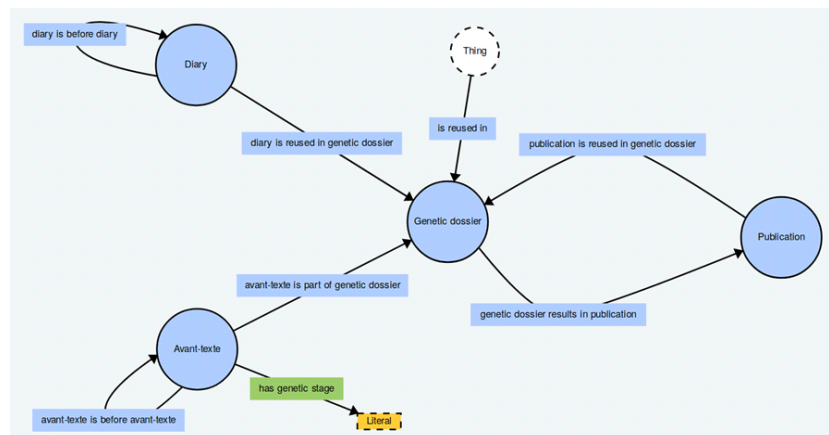 diary is before diary
Diary
Thing
is reused in
diary is reused in genetic dossier
publication is reused in genetic dossier
Genetic dossier
Publication
avant-texte is part of genetic dossier
genetic dossier results in publication
Avant-texte
has genetic stage
avant-texte is before avant-texte
Literal